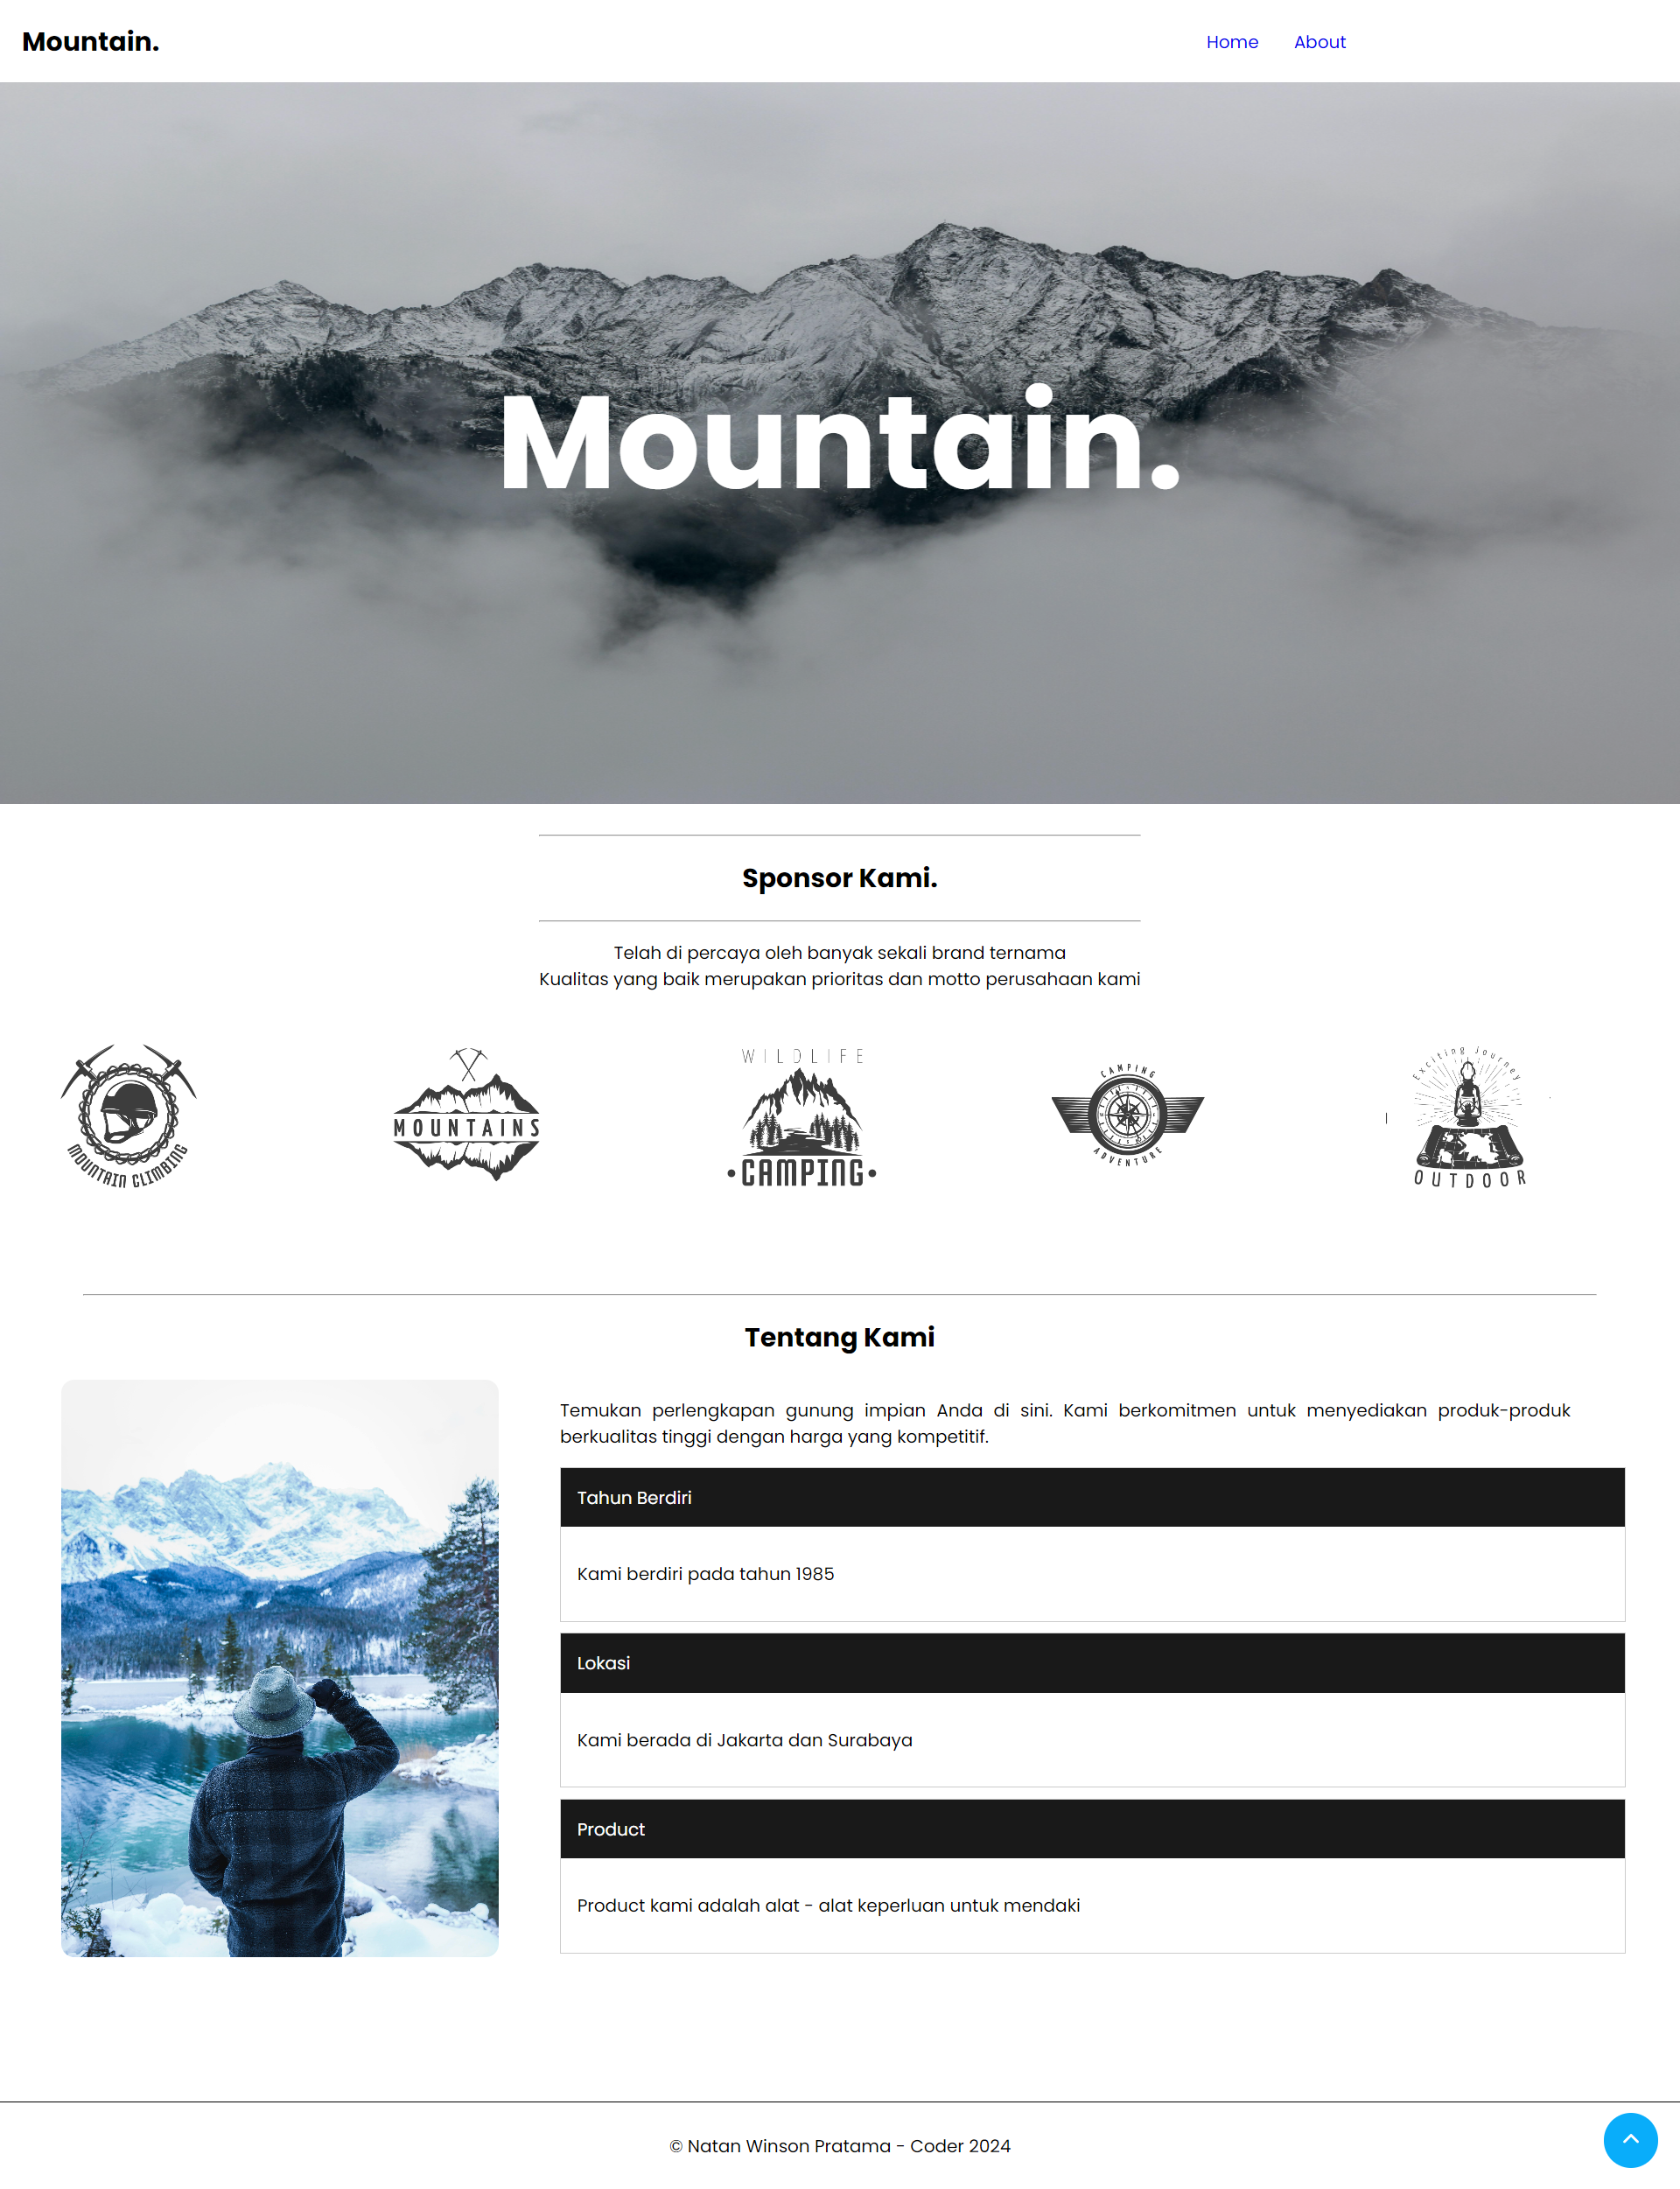 Mountain.
Home
About
Mountain.
Sponsor Kami.
Telah di percaya oleh banyak sekali brand ternama
Kualitas yang baik merupakan prioritas dan motto perusahaan kami
MOUNTAIN CLIMBING
MOUNTAINS
WILDLIFE
•CAMPING•
CAMPING
ADVENTURE
Exciting Journey
OUTDOOR
Tentang Kami
Temukan perlengkapan gunung impian Anda di sini. Kami berkomitmen untuk menyediakan produk-produk
berkualitas tinggi dengan harga yang kompetitif.
Tahun Berdiri
Kami berdiri pada tahun 1985
Lokasi
Kami berada di Jakarta dan Surabaya
Product
Product kami adalah alat - alat keperluan untuk mendaki
© Natan Winson Pratama - Coder 2024